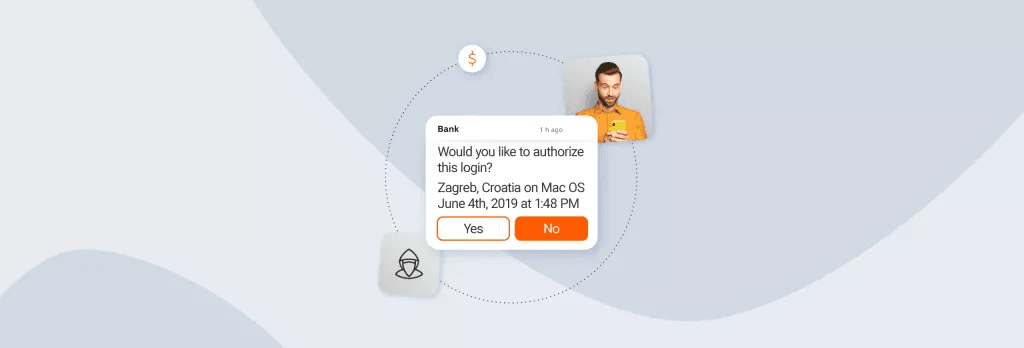 $
Bank 1 h ago
Would you like to authorize
this login?
Zagreb, Croatia on Mac OS
June 4th, 2019 at 1:48 PM
Yes No